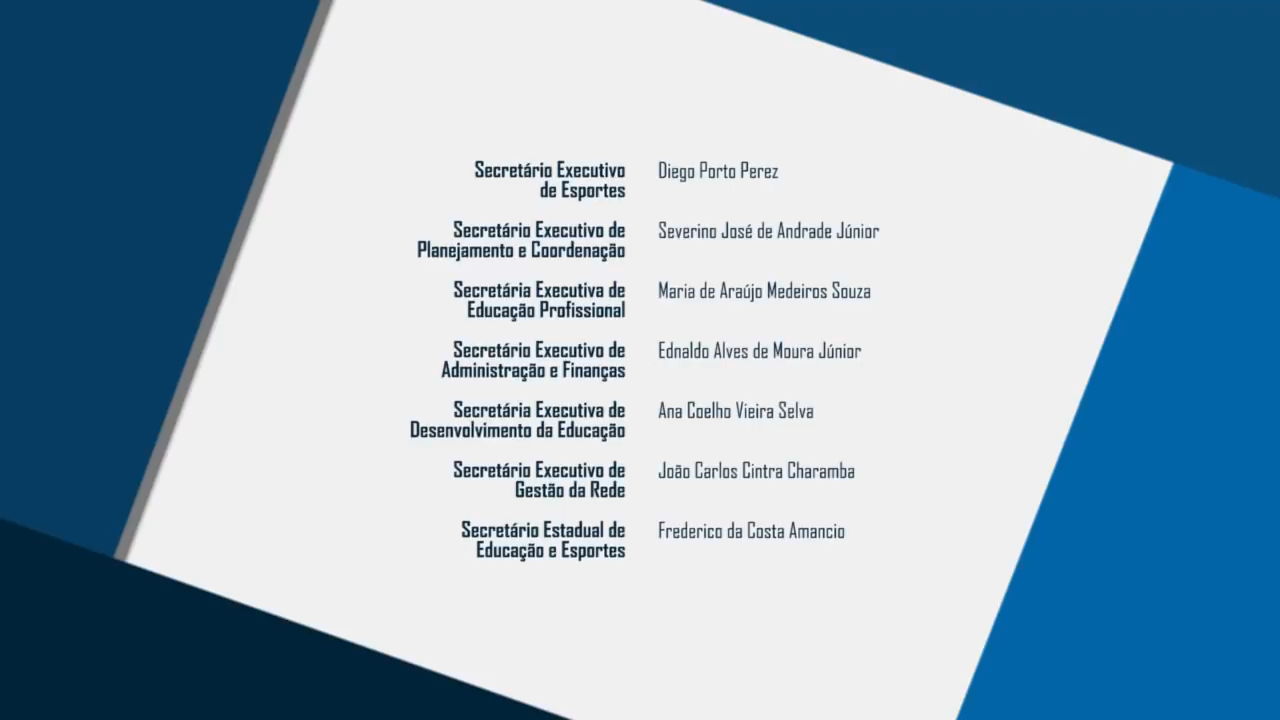 Secretário Executivo Diego Porto Perez
de Esportes
Secretário Executivo de Severino José de Andrade Júnior
Planejamento e Coordenação
Secretária Executiva de Maria de Araújo Medeiros Souza
Educação Profissional
Secretário Executivo de Ednaldo Alves de Moura Júnior
Administração e Finanças
Secretária Executiva de Ana Coelho Vieira Selva
Desenvolvimento da Educação
Secretário Executivo de João Carlos Cintra Charamba
Gestão da Rede
Secretário Estadual de Frederico da Costa Amancio
Educação e Esportes